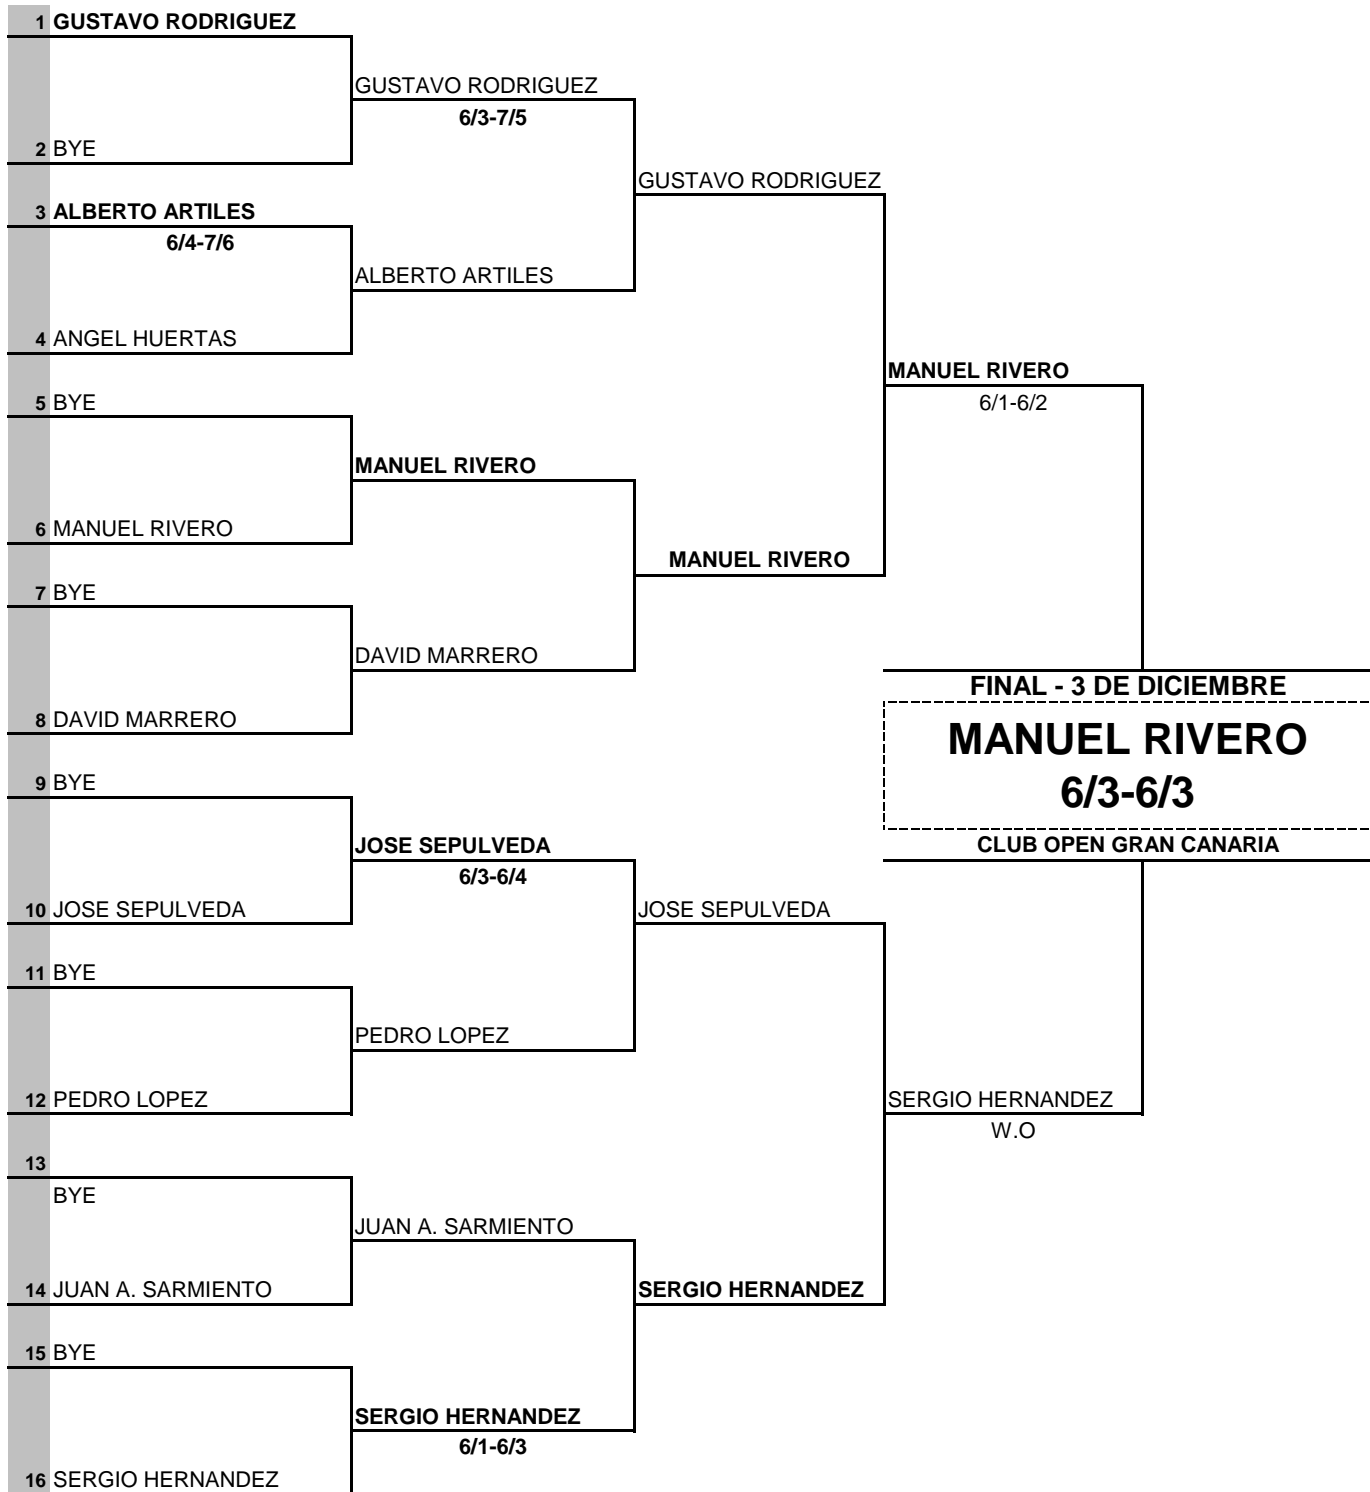 1 GUSTAVO RODRIGUEZ
GUSTAVO RODRIGUEZ
6/3-7/5
2 BYE
GUSTAVO RODRIGUEZ
3 ALBERTO ARTILES
6/4-7/6
ALBERTO ARTILES
4 ANGEL HUERTAS
MANUEL RIVERO
5 BYE
6/1-6/2
MANUEL RIVERO
6 MANUEL RIVERO
MANUEL RIVERO
7 BYE
DAVID MARRERO
FINAL - 3 DE DICIEMBRE
8 DAVID MARRERO
MANUEL RIVERO
9 BYE
6/3-6/3
JOSE SEPULVEDA
CLUB OPEN GRAN CANARIA
6/3-6/4
10 JOSE SEPULVEDA
JOSE SEPULVEDA
11 BYE
PEDRO LOPEZ
12 PEDRO LOPEZ
SERGIO HERNANDEZ
W.O
13
BYE
JUAN A. SARMIENTO
14 JUAN A. SARMIENTO
SERGIO HERNANDEZ
15 BYE
SERGIO HERNANDEZ
6/1-6/3
16 SERGIO HERNANDEZ